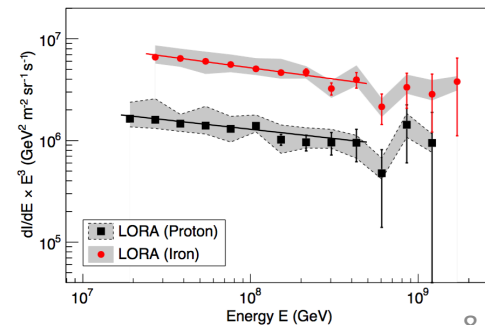 dI/dE × E³ (GeV² m⁻² sr⁻¹ s⁻¹)
10⁷
10⁶
10⁵
LORA (Proton)
LORA (Iron)
10⁷
10⁸
10⁹
Energy E (GeV)